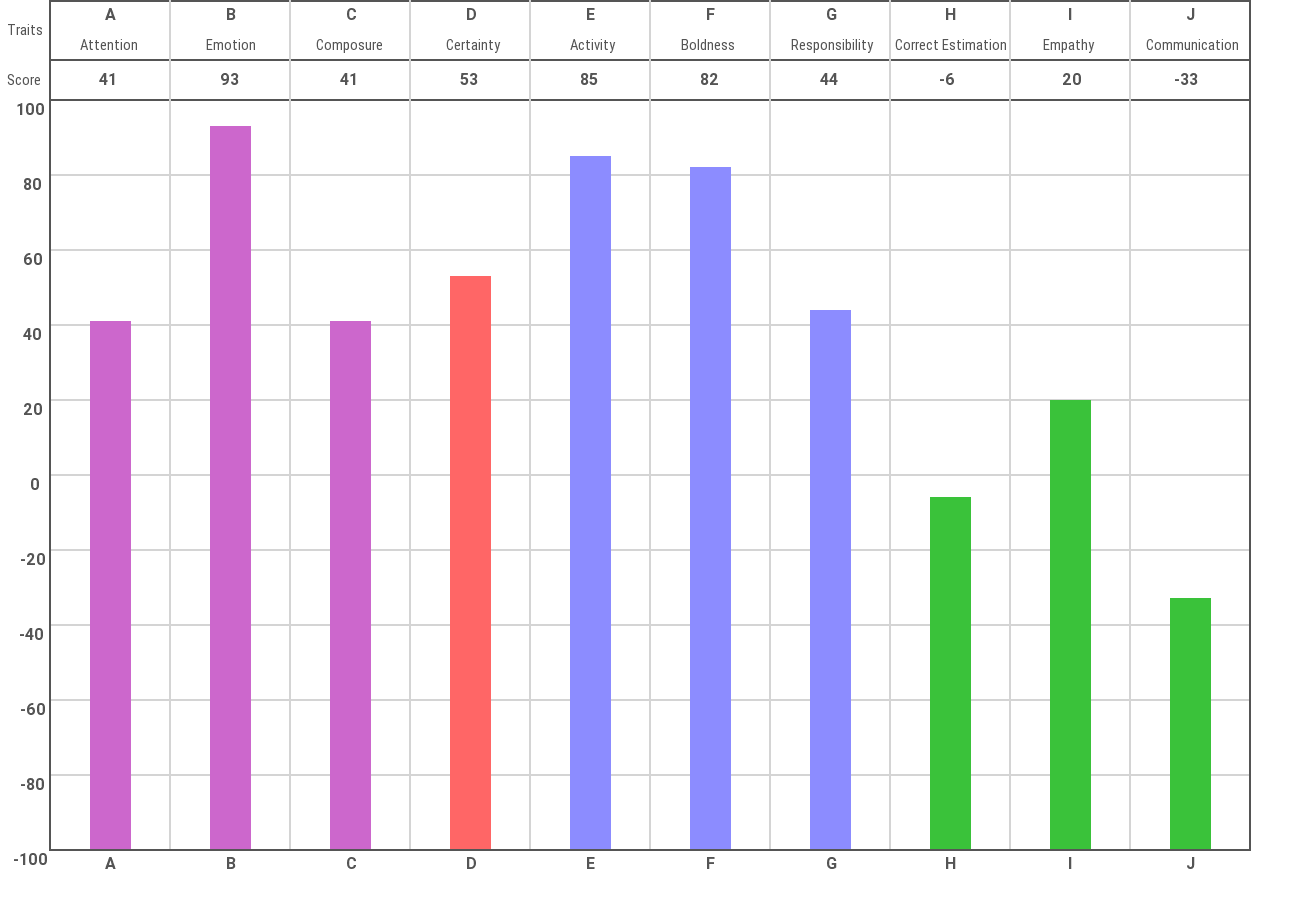 Traits A B C D E F G H I J
Attention Emotion Composure Certainty Activity Boldness Responsibility Correct Estimation Empathy Communication
Score 41 93 41 53 85 82 44 -6 20 -33
100
80
60
40
20
0
-20
-40
-60
-80
-100
A B C D E F G H I J